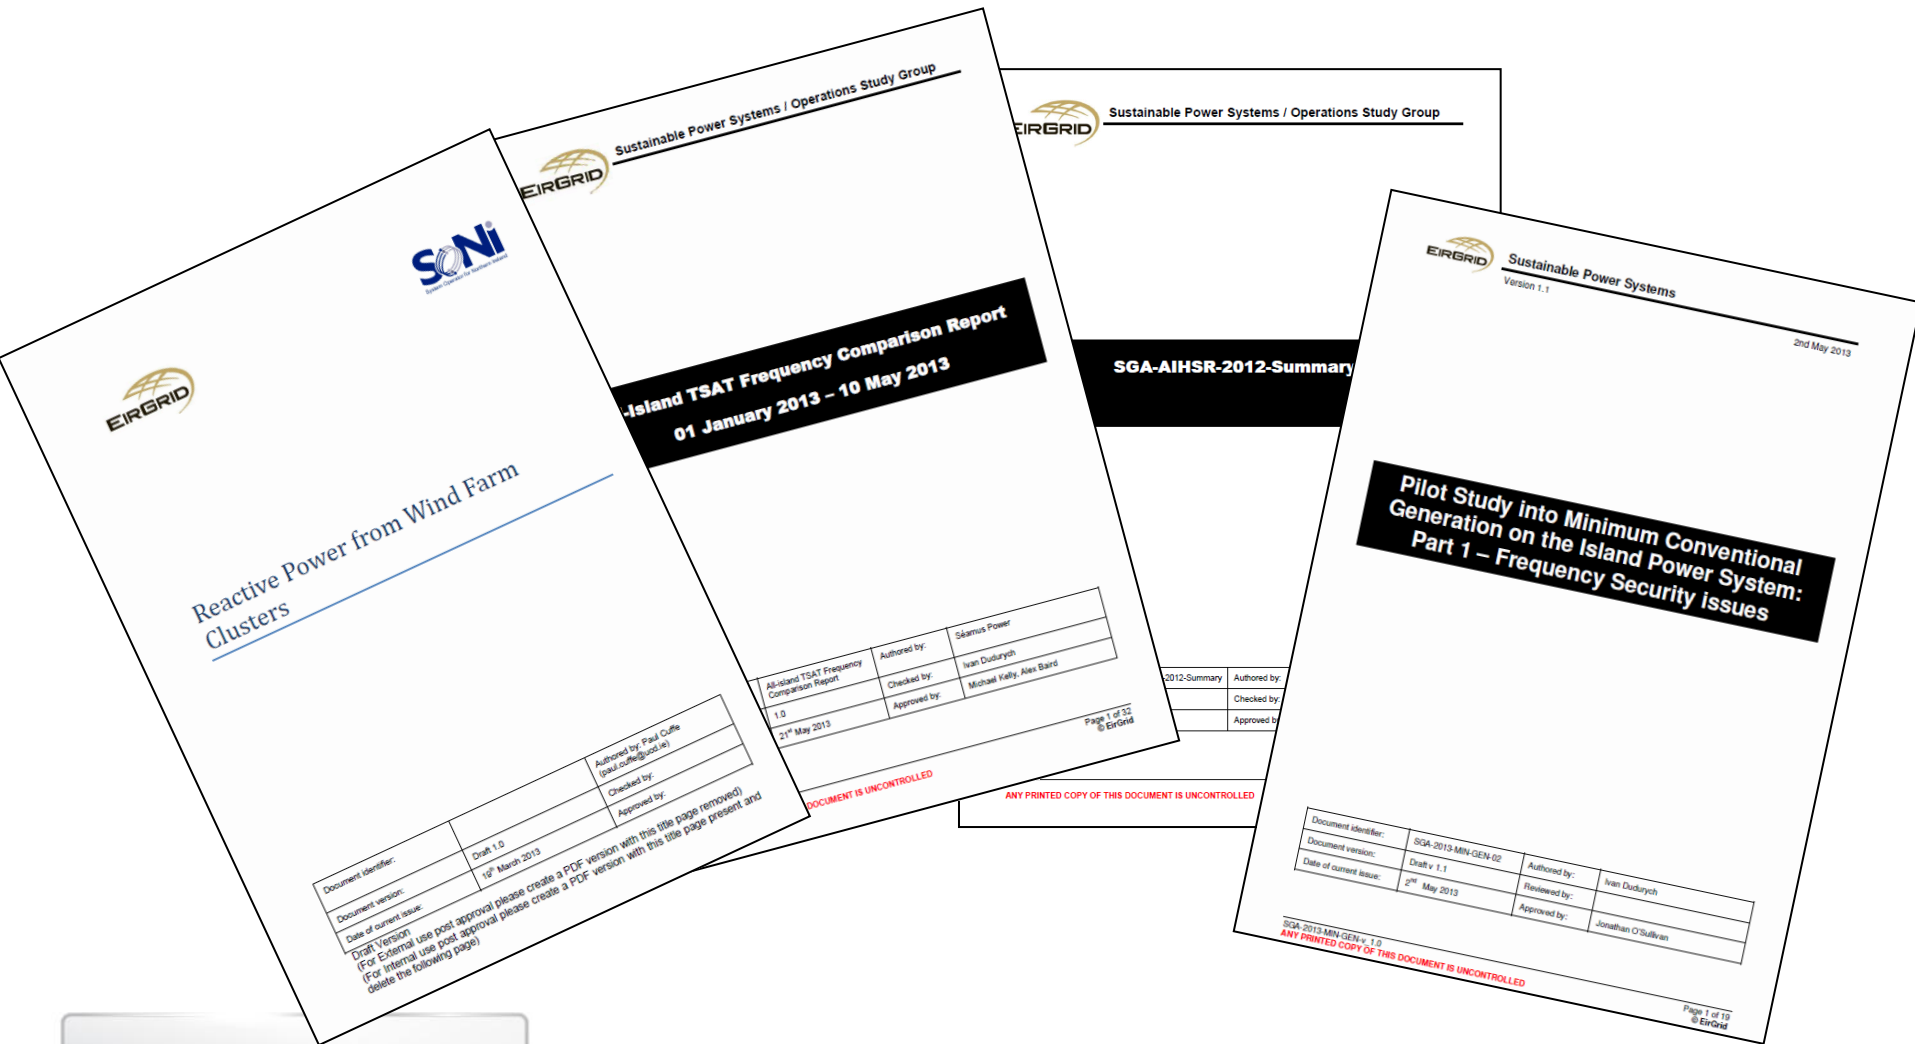 EIRGRID
SONi
System Operator for Northern Ireland
Reactive Power from Wind Farm
Clusters
Authored by: Paul Cuffe
(paul.cuffe@ucd.ie)
Document identifier:
Checked by:
Document version:
Draft 1.0
Approved by:
Date of current issue:
19th March 2013
Draft Version
(For External use post approval please create a PDF version with this title page removed)
(For Internal use post approval please create a PDF version with this title page present and
delete the following page)
EIRGRID
Sustainable Power Systems / Operations Study Group
-Island TSAT Frequency Comparison Report
01 January 2013 – 10 May 2013
All-island TSAT Frequency
Comparison Report
Authored by:
Séamus Power
1.0
Checked by:
Ivan Dudurych
21st May 2013
Approved by:
Michael Kelly, Alex Baird
Page 1 of 32
© EirGrid
DOCUMENT IS UNCONTROLLED
EIRGRID
Sustainable Power Systems / Operations Study Group
SGA-AIHSR-2012-Summary
-2012-Summary
Authored by:
Checked by:
Approved b
ANY PRINTED COPY OF THIS DOCUMENT IS UNCONTROLLED
EIRGRID
Sustainable Power Systems
Version 1.1
2nd May 2013
Pilot Study into Minimum Conventional
Generation on the Island Power System:
Part 1 – Frequency Security issues
Document identifier:
SGA-2013-MIN-GEN-02
Authored by:
Ivan Dudurych
Document version:
Draft v 1.1
Reviewed by:
Date of current issue:
2nd May 2013
Approved by:
Jonathan O'Sullivan
SGA-2013-MIN-GEN-v_1.0
ANY PRINTED COPY OF THIS DOCUMENT IS UNCONTROLLED
Page 1 of 19
© EirGrid